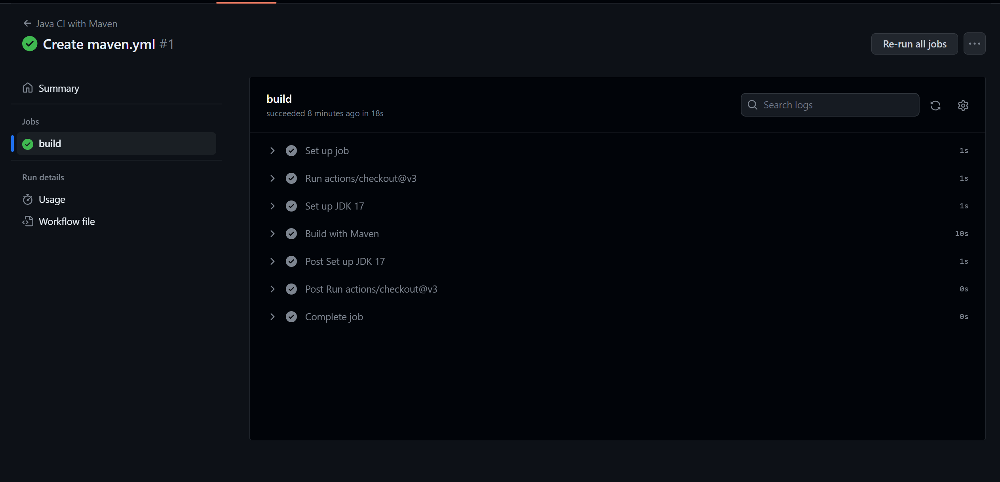 Java CI with Maven
Create maven.yml #1
Re-run all jobs
Summary
Jobs
build
Run details
Usage
Workflow file
build
succeeded 8 minutes ago in 18s
Search logs
Set up job 1s
Run actions/checkout@v3 1s
Set up JDK 17 1s
Build with Maven 10s
Post Set up JDK 17 1s
Post Run actions/checkout@v3 0s
Complete job 0s